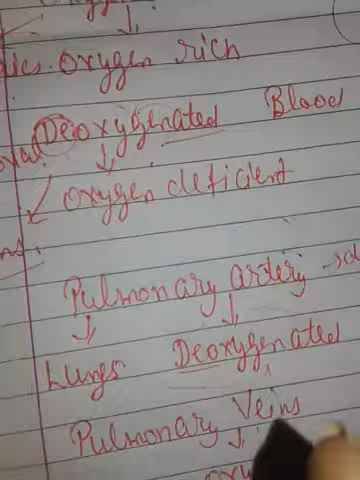 oxygen rich
Deoxygenated Blood
oxygen deficient
Pulmonary artery
Lungs Deoxygenated
Pulmonary Veins